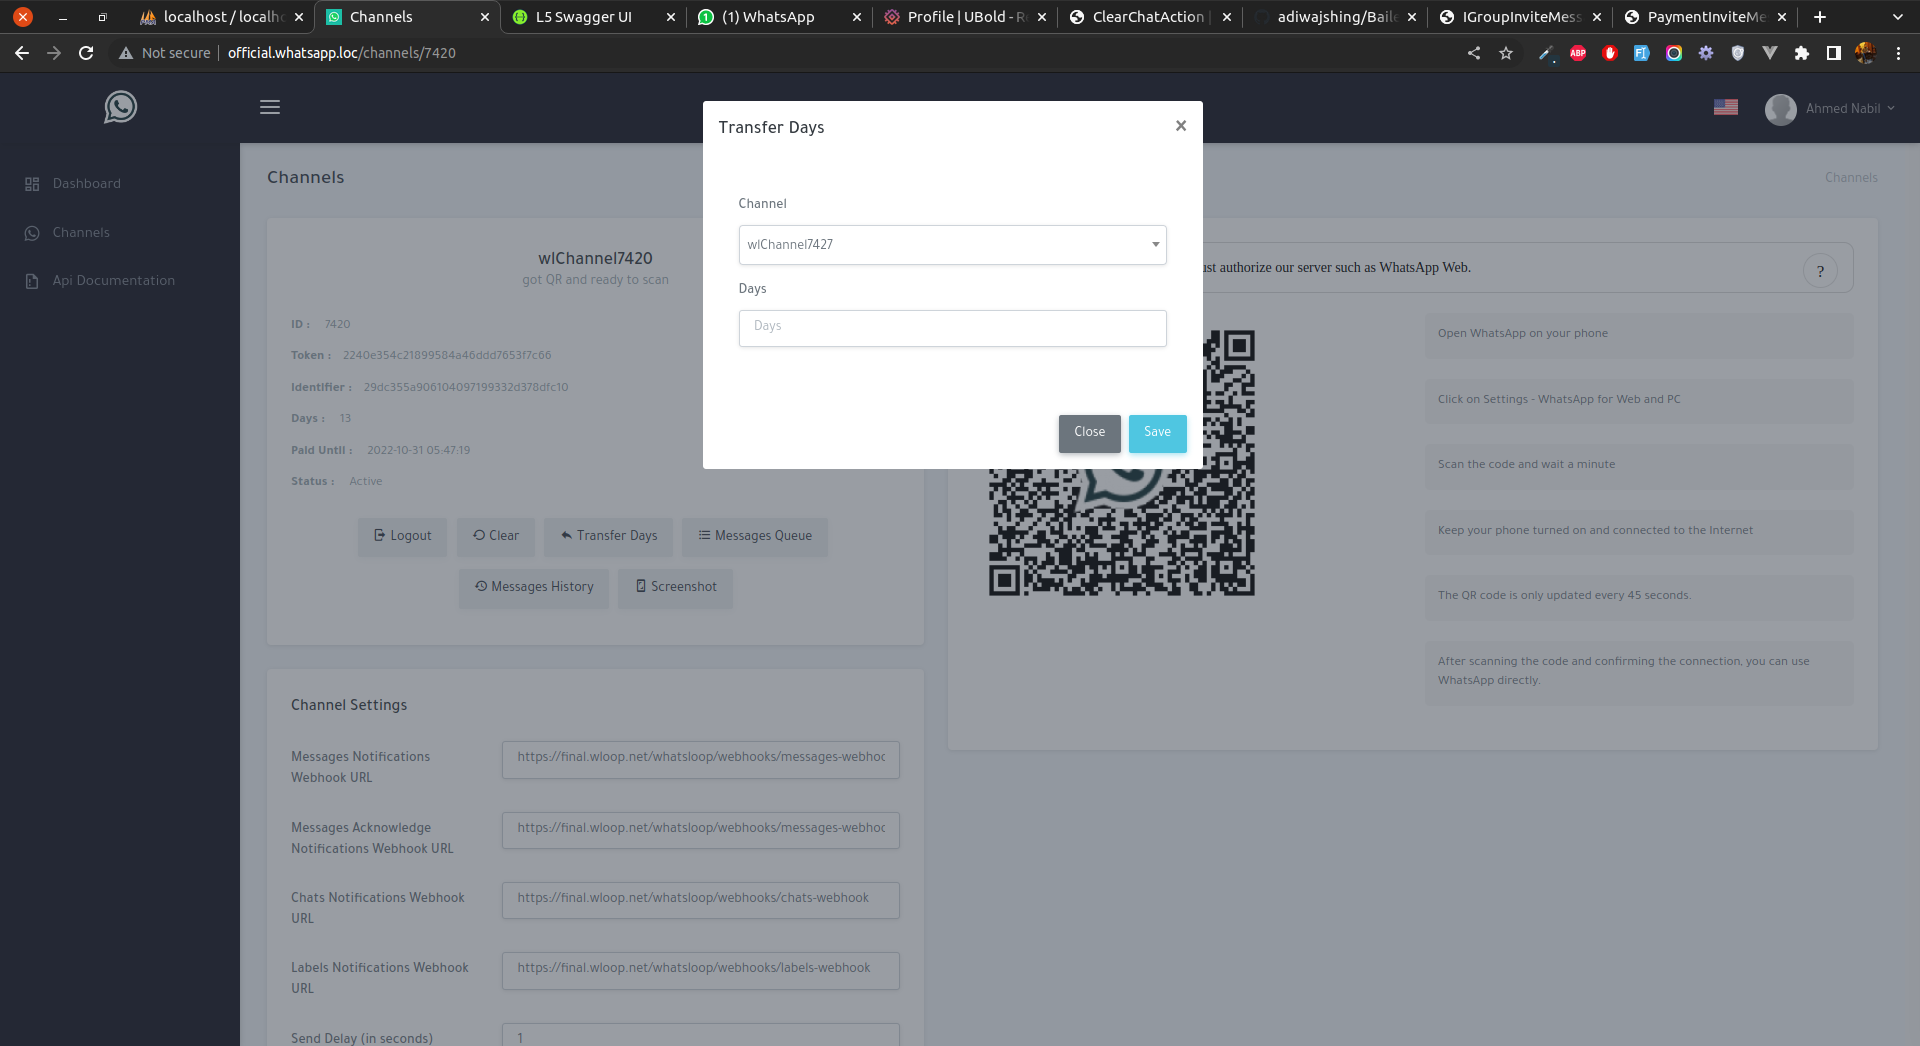 localhost / localh
Channels
L5 Swagger UI
(1) WhatsApp
Profile | UBold - Re
ClearChatAction |
adiwajshing/Baile
IGroupInviteMess
PaymentInviteMe
Not secure
official.whatsapp.loc/channels/7420
Ahmed Nabil
Dashboard
Channels
Api Documentation
Channels
Channels
Transfer Days
×
Channel
wlChannel7427
Days
Days
Close
Save
wlChannel7420
got QR and ready to scan
ID : 7420
Token : 2240e354c21899584a46ddd7653f7c66
Identifier : 29dc355a906104097199332d378dfc10
Days : 13
Paid Until : 2022-10-31 05:47:19
Status : Active
Logout
Clear
Transfer Days
Messages Queue
Messages History
Screenshot
authorize our server such as WhatsApp Web.
?
Open WhatsApp on your phone
Click on Settings - WhatsApp for Web and PC
Scan the code and wait a minute
Keep your phone turned on and connected to the Internet
The QR code is only updated every 45 seconds.
After scanning the code and confirming the connection, you can use
WhatsApp directly.
Channel Settings
Messages Notifications
Webhook URL
https://final.wloop.net/whatsloop/webhooks/messages-webhoo
Messages Acknowledge
Notifications Webhook URL
https://final.wloop.net/whatsloop/webhooks/messages-webhoo
Chats Notifications Webhook
URL
https://final.wloop.net/whatsloop/webhooks/chats-webhook
Labels Notifications Webhook
URL
https://final.wloop.net/whatsloop/webhooks/labels-webhook
Send Delay (in seconds)
1